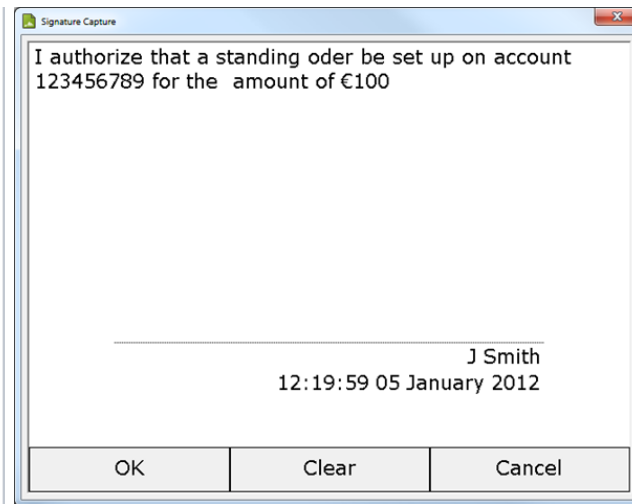 Signature Capture
I authorize that a standing oder be set up on account
123456789 for the  amount of €100
J Smith
12:19:59 05 January 2012
OK Clear Cancel